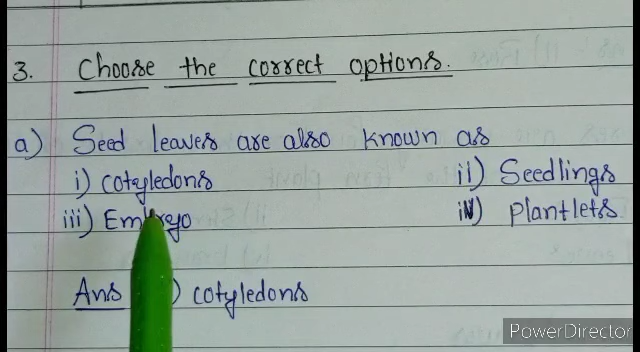 3. Choose the correct options.
a) Seed leaves are also known as
i) cotyledons ii) Seedlings
iii) Embryo iv) plantlets
Ans ) cotyledons
PowerDirector